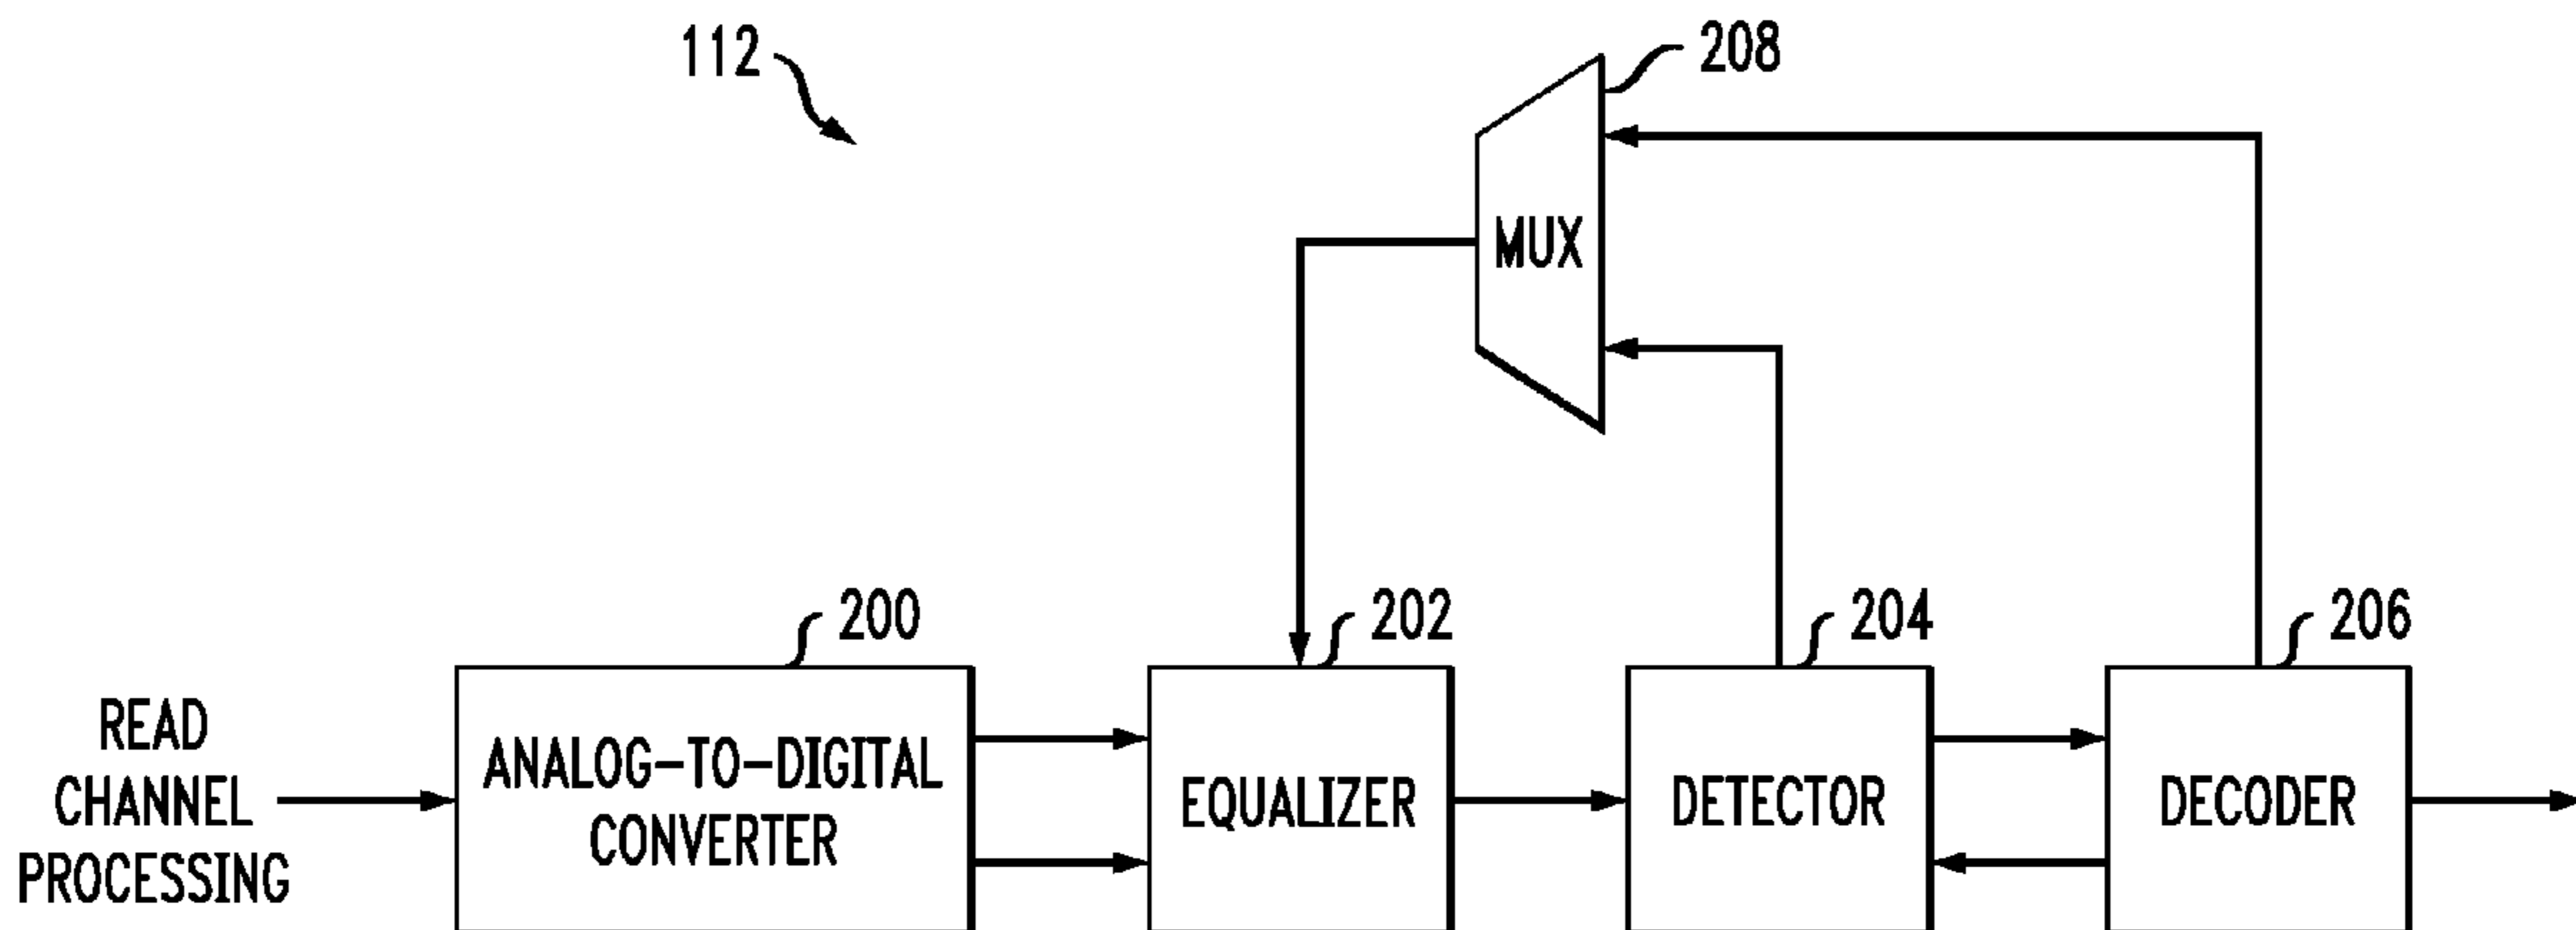 112
208
MUX
200
202
204
206
READ
CHANNEL
PROCESSING
ANALOG-TO-DIGITAL
CONVERTER
EQUALIZER
DETECTOR
DECODER